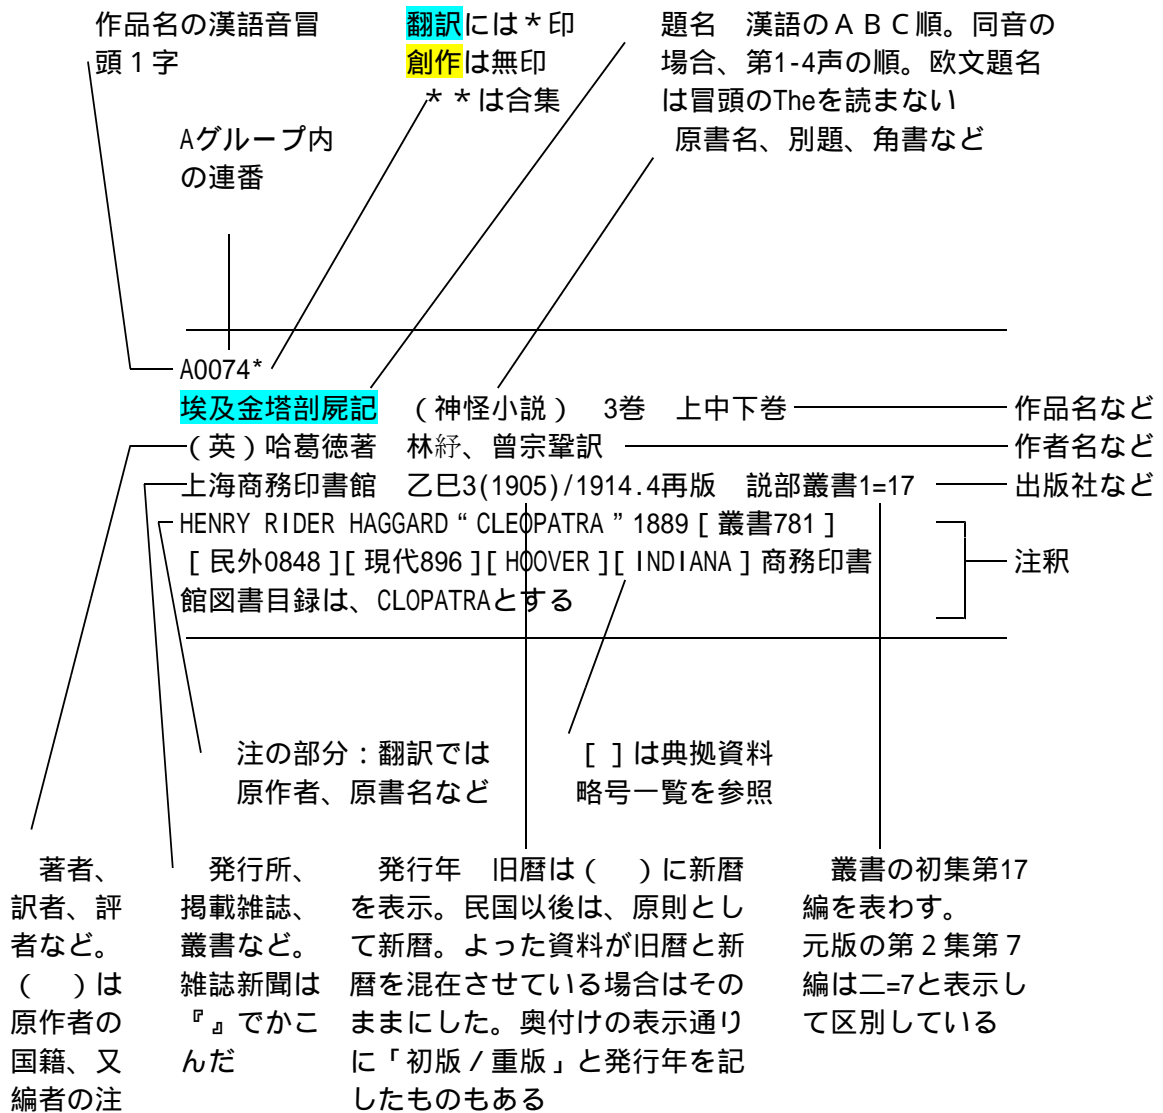 作品名の漢語音冒
頭１字
翻訳には＊印
創作は無印
＊＊は合集
題名　漢語のＡＢＣ順。同音の
場合、第1-4声の順。欧文題名
は冒頭のTheを読まない
原書名、別題、角書など
Aグループ内
の連番
A0074*
埃及金塔剖屍記　（神怪小説）　3巻　上中下巻
作品名など
（英）哈葛徳著　林紓、曾宗鞏訳
作者名など
上海商務印書館　乙巳3(1905)/1914.4再版　説部叢書1=17
出版社など
HENRY RIDER HAGGARD“CLEOPATRA”1889［叢書781］
［民外0848］［現代896］［HOOVER］［INDIANA］商務印書
館図書目録は、CLOPATRAとする
注釈
注の部分：翻訳では
原作者、原書名など
［ ］は典拠資料
略号一覧を参照
著者、
訳者、評
者など。
（　）は
原作者の
国籍、又
編者の注
発行所、
掲載雑誌、
叢書など。
雑誌新聞は
『』でかこ
んだ
発行年　旧暦は（　）に新暦
を表示。民国以後は、原則とし
て新暦。よった資料が旧暦と新
暦を混在させている場合はその
ままにした。奥付けの表示通り
に「初版／重版」と発行年を記
したものもある
叢書の初集第17
編を表わす。
元版の第２集第７
編は二=7と表示し
て区別している